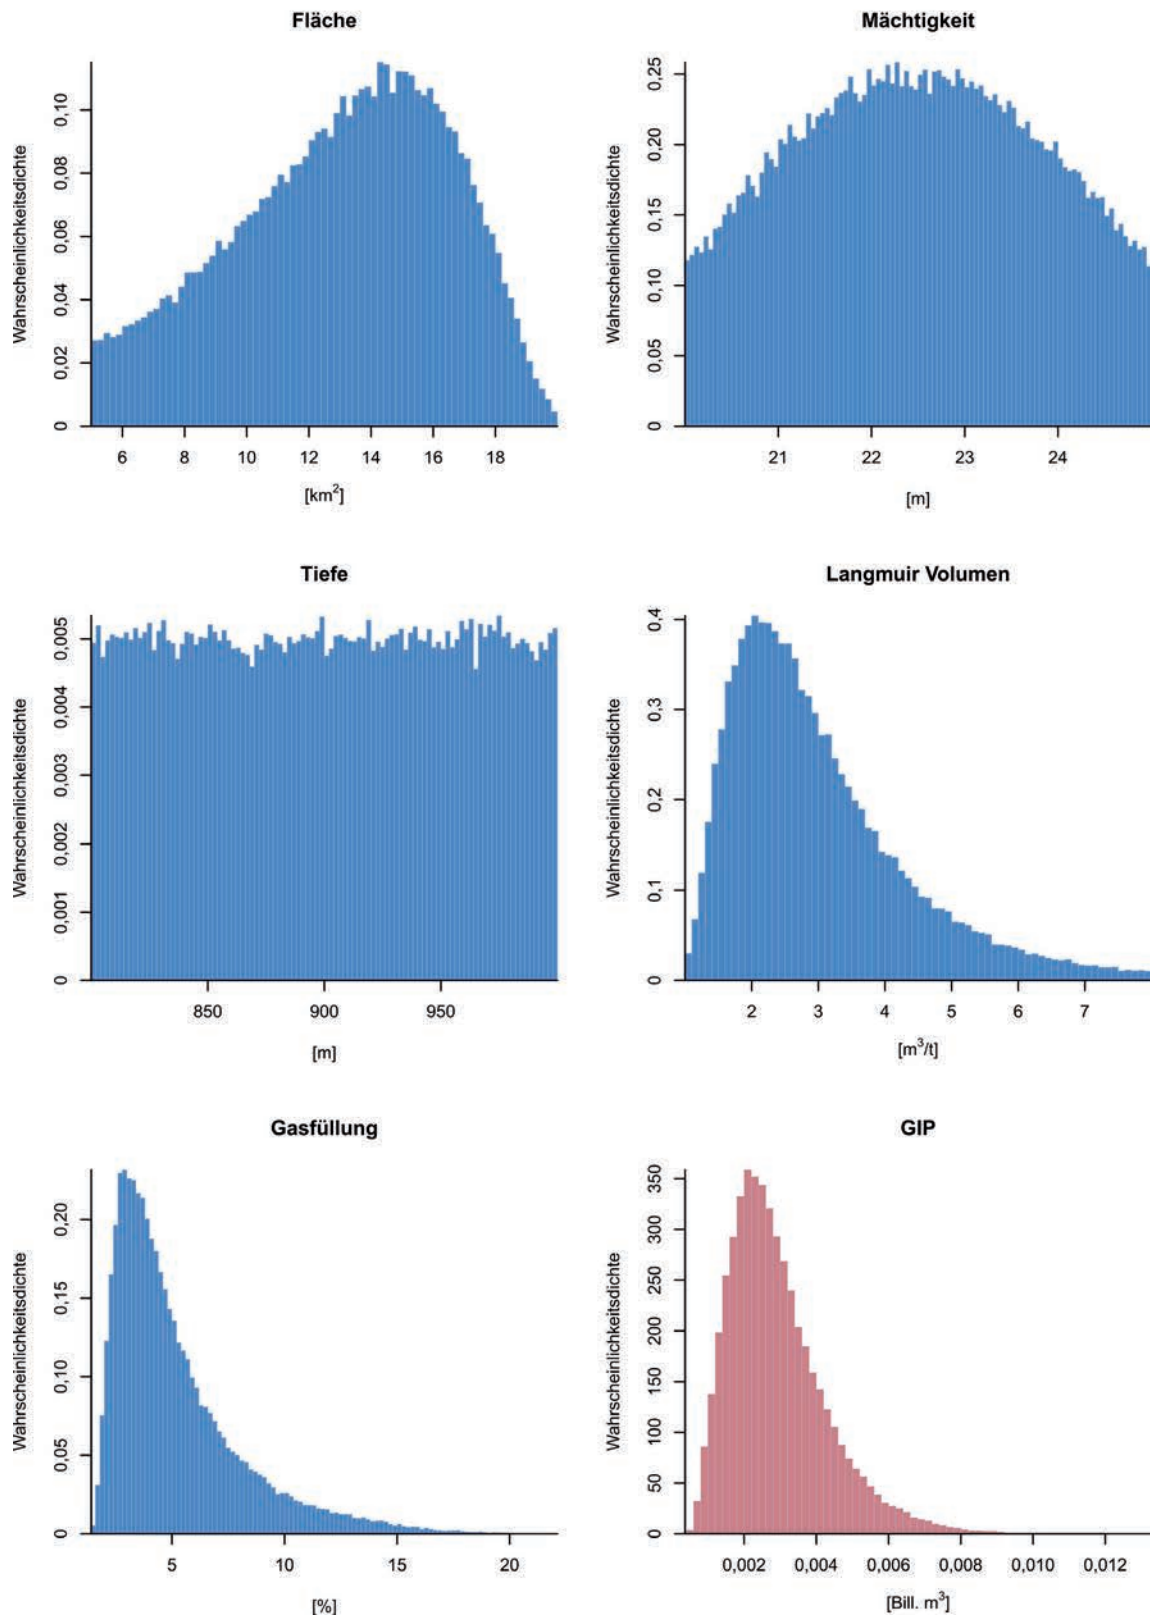 Fläche
Wahrscheinlichkeitsdichte
0,10
0,08
0,06
0,04
0,02
0
6 8 10 12 14 16 18
[km²]
Mächtigkeit
Wahrscheinlichkeitsdichte
0,25
0,20
0,15
0,10
0,05
0
21 22 23 24
[m]
Tiefe
Wahrscheinlichkeitsdichte
0,005
0,004
0,003
0,002
0,001
0
850 900 950
[m]
Langmuir Volumen
Wahrscheinlichkeitsdichte
0,4
0,3
0,2
0,1
0
2 3 4 5 6 7
[m³/t]
Gasfüllung
Wahrscheinlichkeitsdichte
0,20
0,15
0,10
0,05
0
5 10 15 20
[%]
GIP
Wahrscheinlichkeitsdichte
350
300
250
200
150
100
50
0
0,002 0,004 0,006 0,008 0,010 0,012
[Bill. m³]